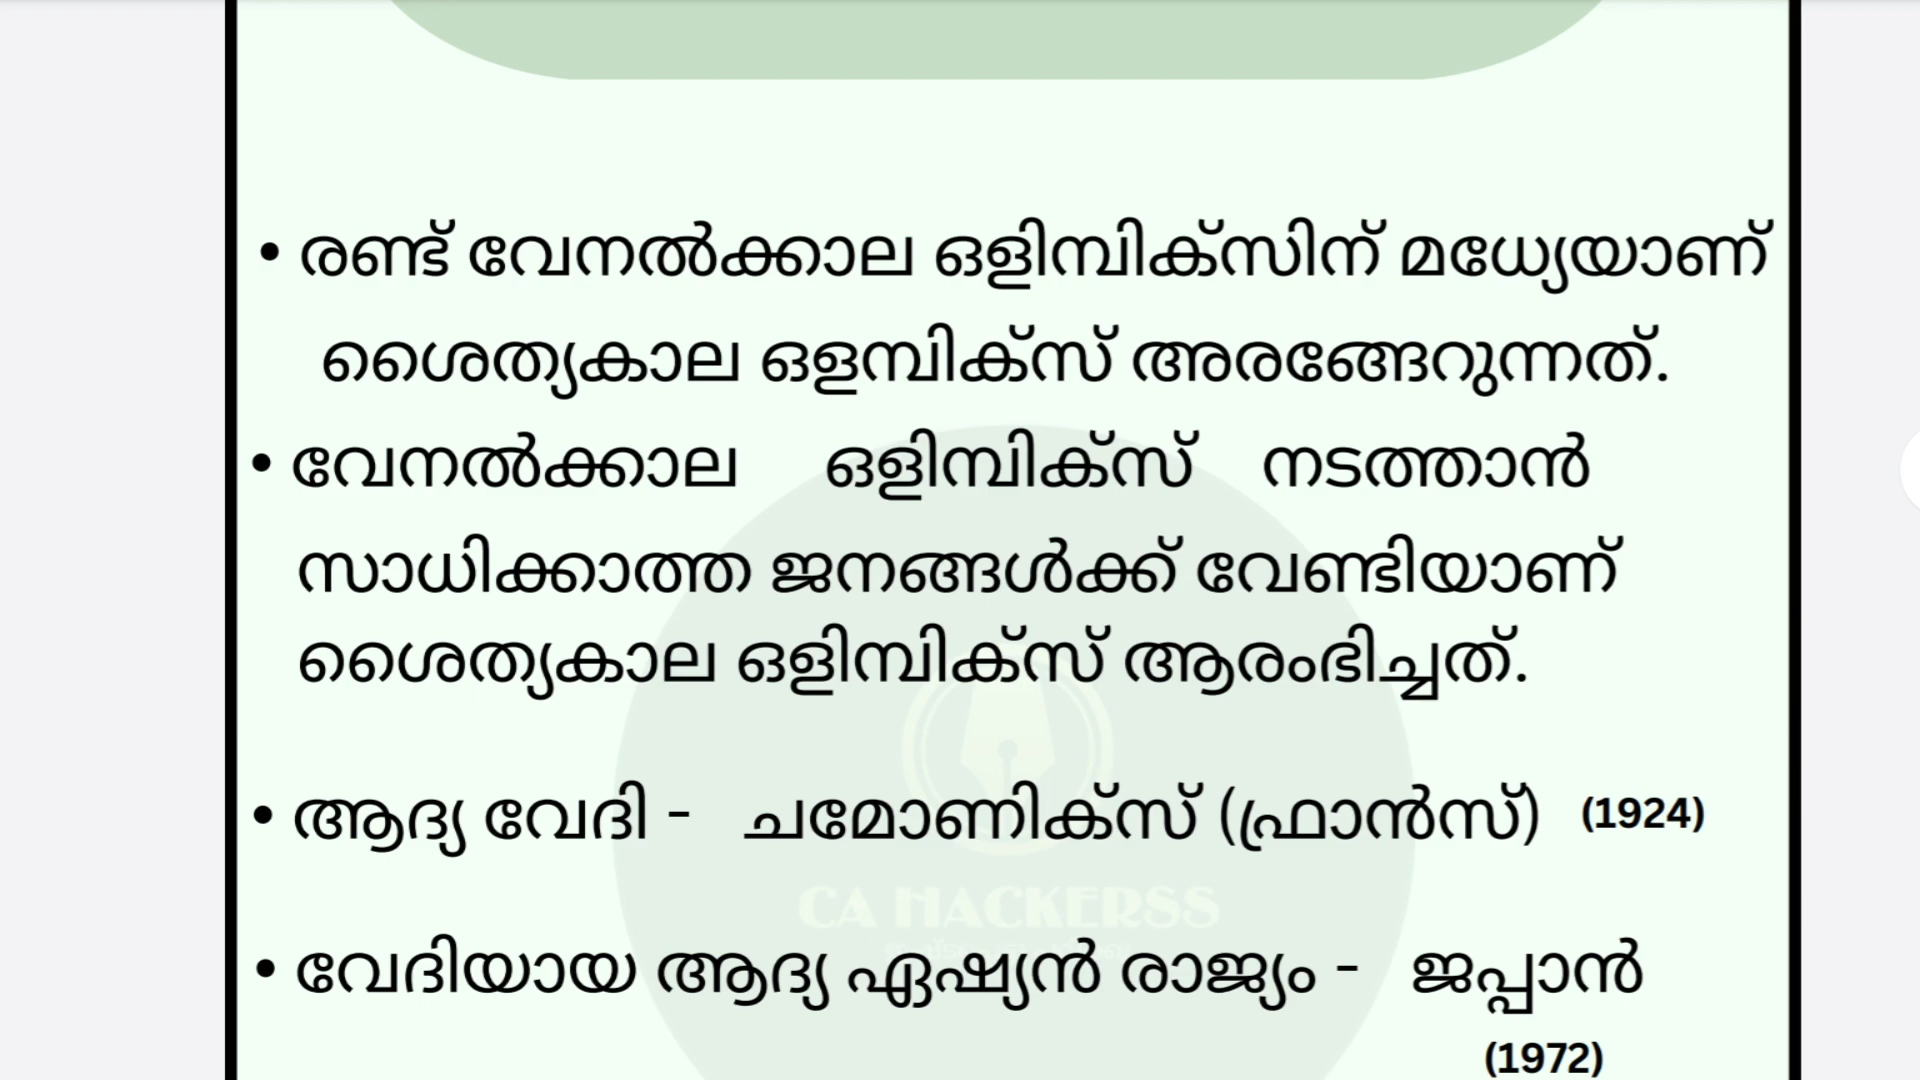 • രണ്ട് വേനൽക്കാല ഒളിമ്പിക്സിന് മധ്യേയാണ്
ശൈത്യകാല ഒളമ്പിക്സ് അരങ്ങേറുന്നത്.
• വേനൽക്കാല ഒളിമ്പിക്സ് നടത്താൻ
സാധിക്കാത്ത ജനങ്ങൾക്ക് വേണ്ടിയാണ്
ശൈത്യകാല ഒളിമ്പിക്സ് ആരംഭിച്ചത്.
• ആദ്യ വേദി - ചമോണിക്സ് (ഫ്രാൻസ്) (1924)
CA HACKERSS
• വേദിയായ ആദ്യ ഏഷ്യൻ രാജ്യം - ജപ്പാൻ
(1972)